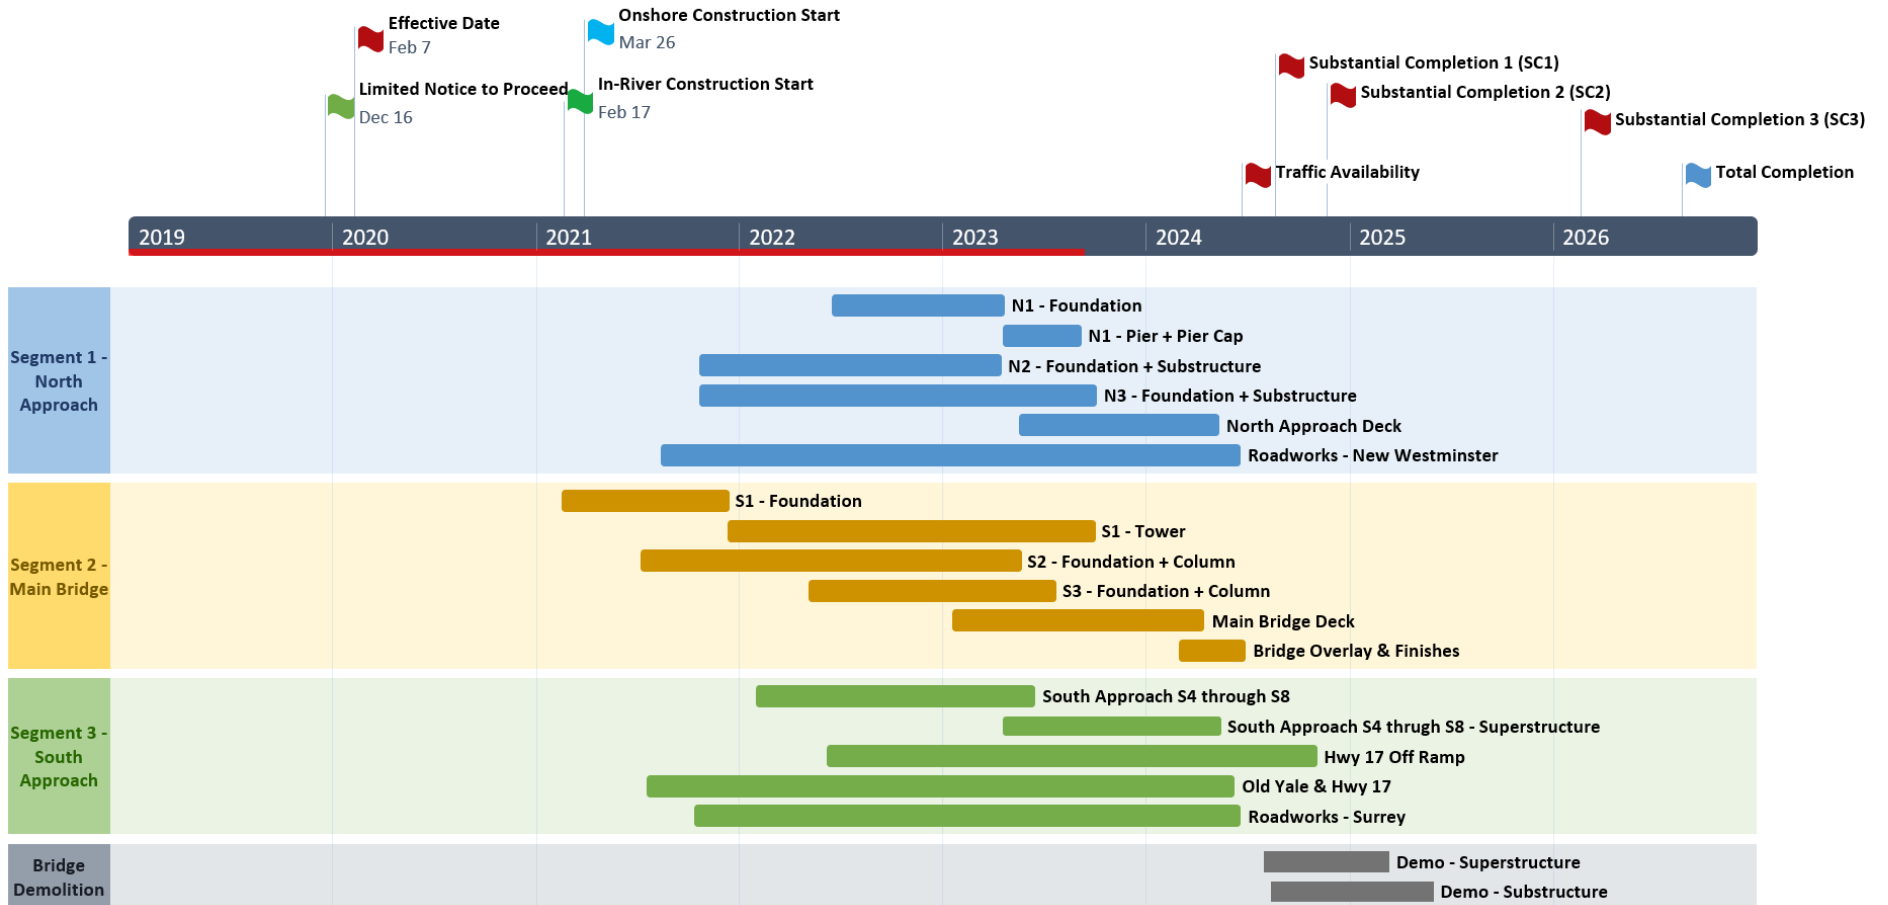 Effective Date
Feb 7
Limited Notice to Proceed
Dec 16
Onshore Construction Start
Mar 26
In-River Construction Start
Feb 17
Substantial Completion 1 (SC1)
Substantial Completion 2 (SC2)
Substantial Completion 3 (SC3)
Traffic Availability
Total Completion
2019 2020 2021 2022 2023 2024 2025 2026
Segment 1 -
North
Approach
N1 - Foundation
N1 - Pier + Pier Cap
N2 - Foundation + Substructure
N3 - Foundation + Substructure
North Approach Deck
Roadworks - New Westminster
Segment 2 -
Main Bridge
S1 - Foundation
S1 - Tower
S2 - Foundation + Column
S3 - Foundation + Column
Main Bridge Deck
Bridge Overlay & Finishes
Segment 3 -
South
Approach
South Approach S4 through S8
South Approach S4 thrugh S8 - Superstructure
Hwy 17 Off Ramp
Old Yale & Hwy 17
Roadworks - Surrey
Bridge
Demolition
Demo - Superstructure
Demo - Substructure